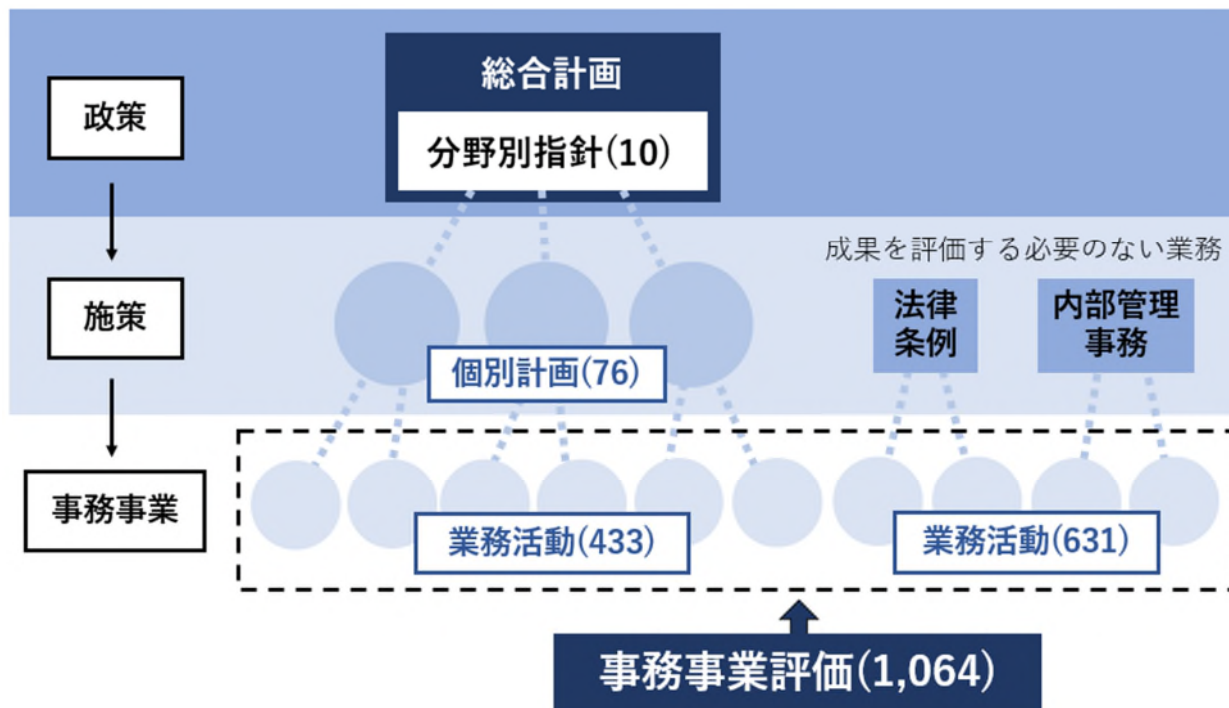 総合計画
政策
分野別指針(10)
成果を評価する必要のない業務
施策
法律
条例
内部管理
事務
個別計画(76)
事務事業
業務活動(433)
業務活動(631)
事務事業評価(1,064)